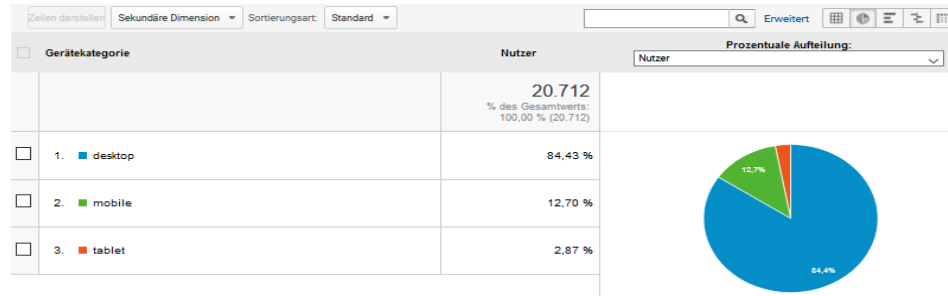 Zeilen darstellen Sekundäre Dimension Sortierungsart: Standard Erweitert
Gerätekategorie Nutzer Prozentuale Aufteilung:
Nutzer
20.712
% des Gesamtwerts:
100,00 % (20.712)
1. desktop 84,43 %
2. mobile 12,70 %
3. tablet 2,87 %
12,7%
84,4%